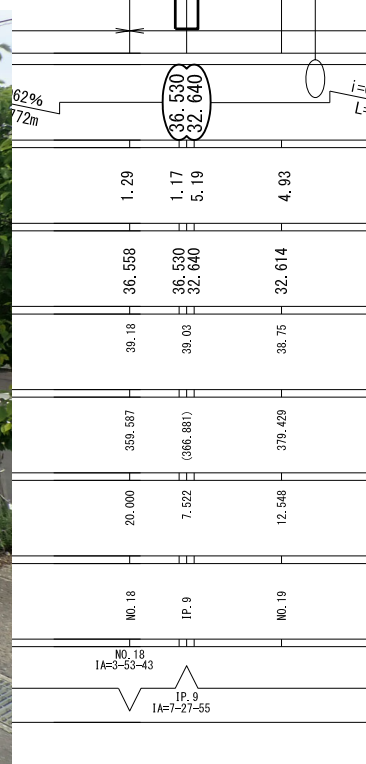 62%
772m
36.530
32.640
i=
L=
1.29
1.17
5.19
4.93
36.558
36.530
32.640
32.614
39.18
39.03
38.75
359.587
(366.881)
379.429
20.000
7.522
12.548
NO.18
IP.9
NO.19
NO.18
IA=3-53-43
IP.9
IA=7-27-55